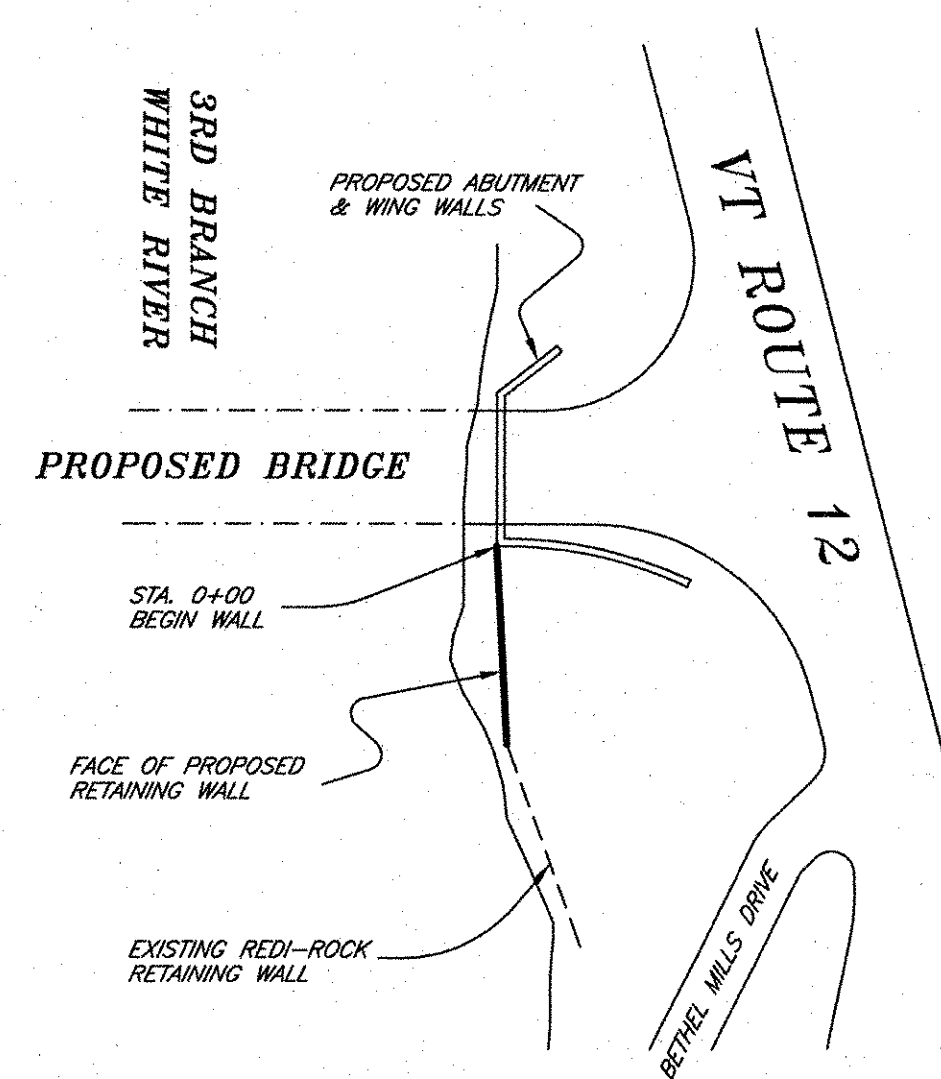 3RD BRANCH
WHITE RIVER
PROPOSED ABUTMENT
& WING WALLS
VT ROUTE 12
PROPOSED BRIDGE
STA. 0+00
BEGIN WALL
FACE OF PROPOSED
RETAINING WALL
EXISTING REDI-ROCK
RETAINING WALL
BETHEL MILLS DRIVE